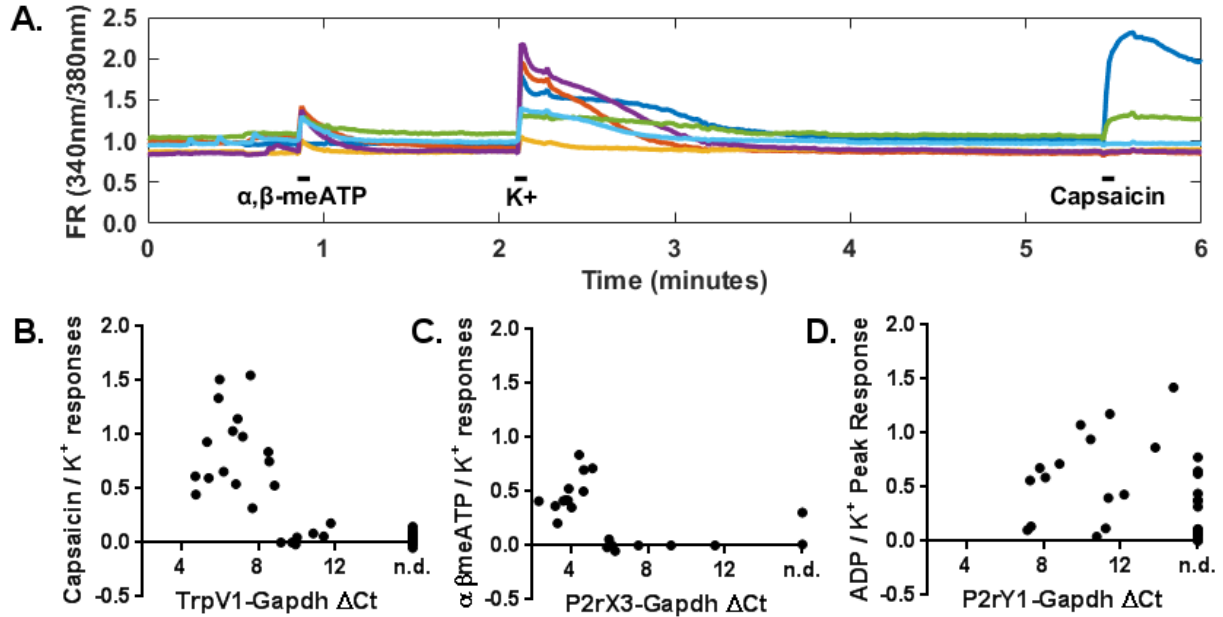 A.
FR (340nm/380nm)
2.5
2.0
1.5
1.0
0.5
0.0
α,β-meATP
K+
Capsaicin
0 1 2 3 4 5 6
Time (minutes)
B.
Capsaicin / K⁺ responses
2.0
1.5
1.0
0.5
0.0
-0.5
4 8 12 n.d.
TrpV1-Gapdh ΔCt
C.
α βmeATP / K⁺ responses
2.0
1.5
1.0
0.5
0.0
-0.5
4 8 12 n.d.
P2rX3-Gapdh ΔCt
D.
ADP / K⁺ Peak Response
2.0
1.5
1.0
0.5
0.0
-0.5
4 8 12 n.d.
P2rY1-Gapdh ΔCt